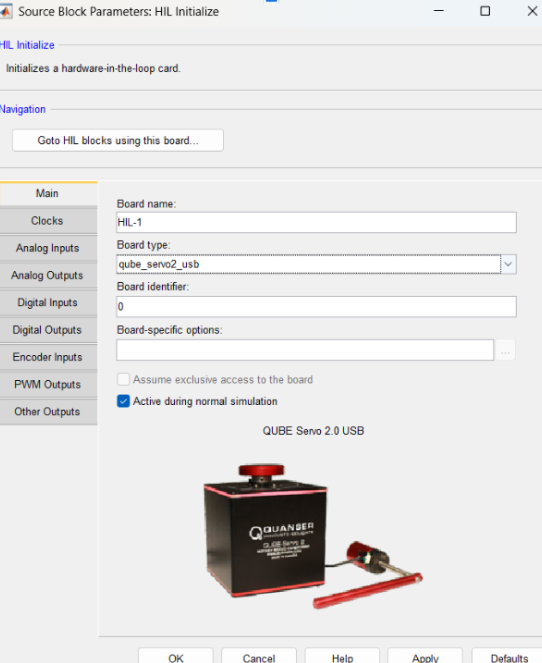 Source Block Parameters: HIL Initialize
HIL Initialize
Initializes a hardware-in-the-loop card.
Navigation
Goto HIL blocks using this board...
Main
Clocks
Analog Inputs
Analog Outputs
Digital Inputs
Digital Outputs
Encoder Inputs
PWM Outputs
Other Outputs
Board name:
HIL-1
Board type:
qube_servo2_usb
Board identifier:
0
Board-specific options:
...
Assume exclusive access to the board
Active during normal simulation
QUBE Servo 2.0 USB
QUANSER
QUBE-Servo 2
OK
Cancel
Help
Apply
Defaults